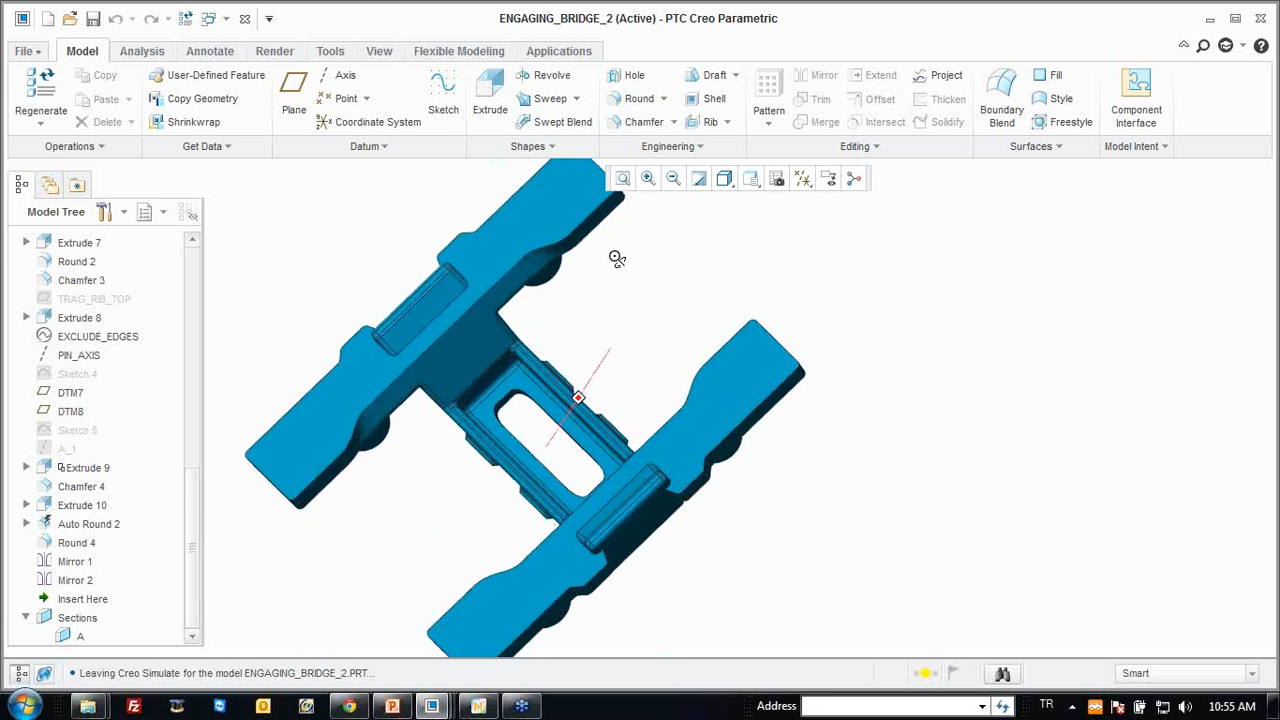 ENGAGING_BRIDGE_2 (Active) - PTC Creo Parametric
File Model Analysis Annotate Render Tools View Flexible Modeling Applications
Regenerate
Copy
Paste
Delete
Operations
User-Defined Feature
Copy Geometry
Shrinkwrap
Get Data
Plane
Axis
Point
Coordinate System
Sketch
Datum
Extrude
Revolve
Sweep
Swept Blend
Shapes
Hole
Round
Chamfer
Draft
Shell
Rib
Engineering
Pattern
Mirror
Trim
Merge
Extend
Offset
Intersect
Project
Thicken
Solidify
Editing
Boundary
Blend
Fill
Style
Freestyle
Surfaces
Component
Interface
Model Intent
Model Tree
Extrude 7
Round 2
Chamfer 3
TRAG_RIB_TOP
Extrude 8
EXCLUDE_EDGES
PIN_AXIS
Sketch 4
DTM7
DTM8
Sketch 5
A_1
Extrude 9
Chamfer 4
Extrude 10
Auto Round 2
Round 4
Mirror 1
Mirror 2
Insert Here
Sections
A
• Leaving Creo Simulate for the model ENGAGING_BRIDGE_2.PRT...
Smart
Address
TR
10:55 AM